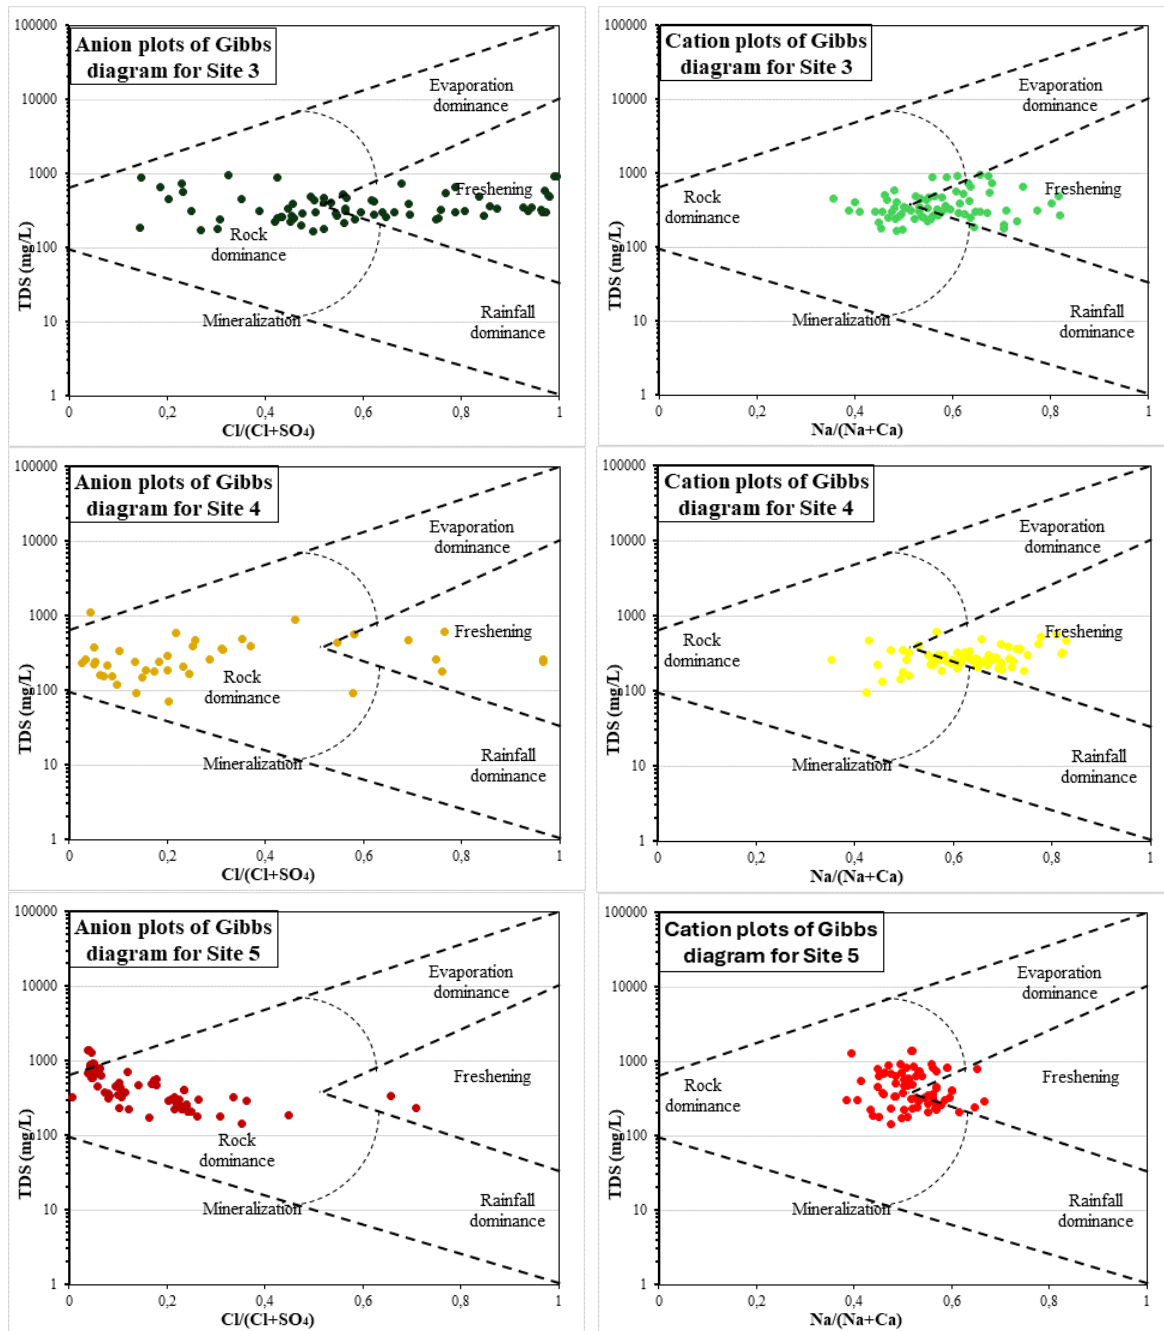 Anion plots of Gibbs
diagram for Site 3
100000
10000
1000
100
10
1
TDS (mg/L)
Evaporation
dominance
Freshening
Rock
dominance
Mineralization
Rainfall
dominance
0
0,2
0,4
0,6
0,8
1
Cl/(Cl+SO₄)
Cation plots of Gibbs
diagram for Site 3
100000
10000
1000
100
10
1
TDS (mg/L)
Evaporation
dominance
Rock
dominance
Freshening
Mineralization
Rainfall
dominance
0
0,2
0,4
0,6
0,8
1
Na/(Na+Ca)
Anion plots of Gibbs
diagram for Site 4
100000
10000
1000
100
10
1
TDS (mg/L)
Evaporation
dominance
Freshening
Rock
dominance
Mineralization
Rainfall
dominance
0
0,2
0,4
0,6
0,8
1
Cl/(Cl+SO₄)
Cation plots of Gibbs
diagram for Site 4
100000
10000
1000
100
10
1
TDS (mg/L)
Evaporation
dominance
Rock
dominance
Freshening
Mineralization
Rainfall
dominance
0
0,2
0,4
0,6
0,8
1
Na/(Na+Ca)
Anion plots of Gibbs
diagram for Site 5
100000
10000
1000
100
10
1
TDS (mg/L)
Evaporation
dominance
Freshening
Rock
dominance
Mineralization
Rainfall
dominance
0
0,2
0,4
0,6
0,8
1
Cl/(Cl+SO₄)
Cation plots of Gibbs
diagram for Site 5
100000
10000
1000
100
10
1
TDS (mg/L)
Evaporation
dominance
Rock
dominance
Freshening
Mineralization
Rainfall
dominance
0
0,2
0,4
0,6
0,8
1
Na/(Na+Ca)